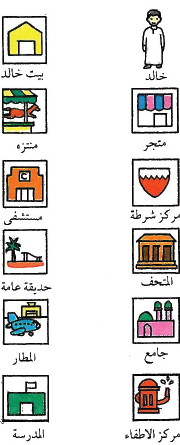 خالد
بيت خالد
متجر
منتزه
مركز شرطة
مستشفى
المتحف
حديقة عامة
جامع
المطار
مركز الاطفاء
المدرسة